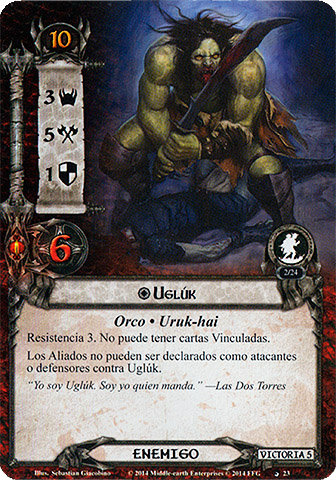 10
3
5
1
6
2/24
Uglúk
Orco • Uruk-hai
Resistencia 3. No puede tener cartas Vinculadas.
Los Aliados no pueden ser declarados como atacantes
o defensores contra Uglúk.
“Yo soy Uglúk. Soy yo quien manda.” —Las Dos Torres
ENEMIGO
VICTORIA 5
Illus. Sebastian Giacobino
© 2014 Middle-earth Enterprises © 2014 FFG
23